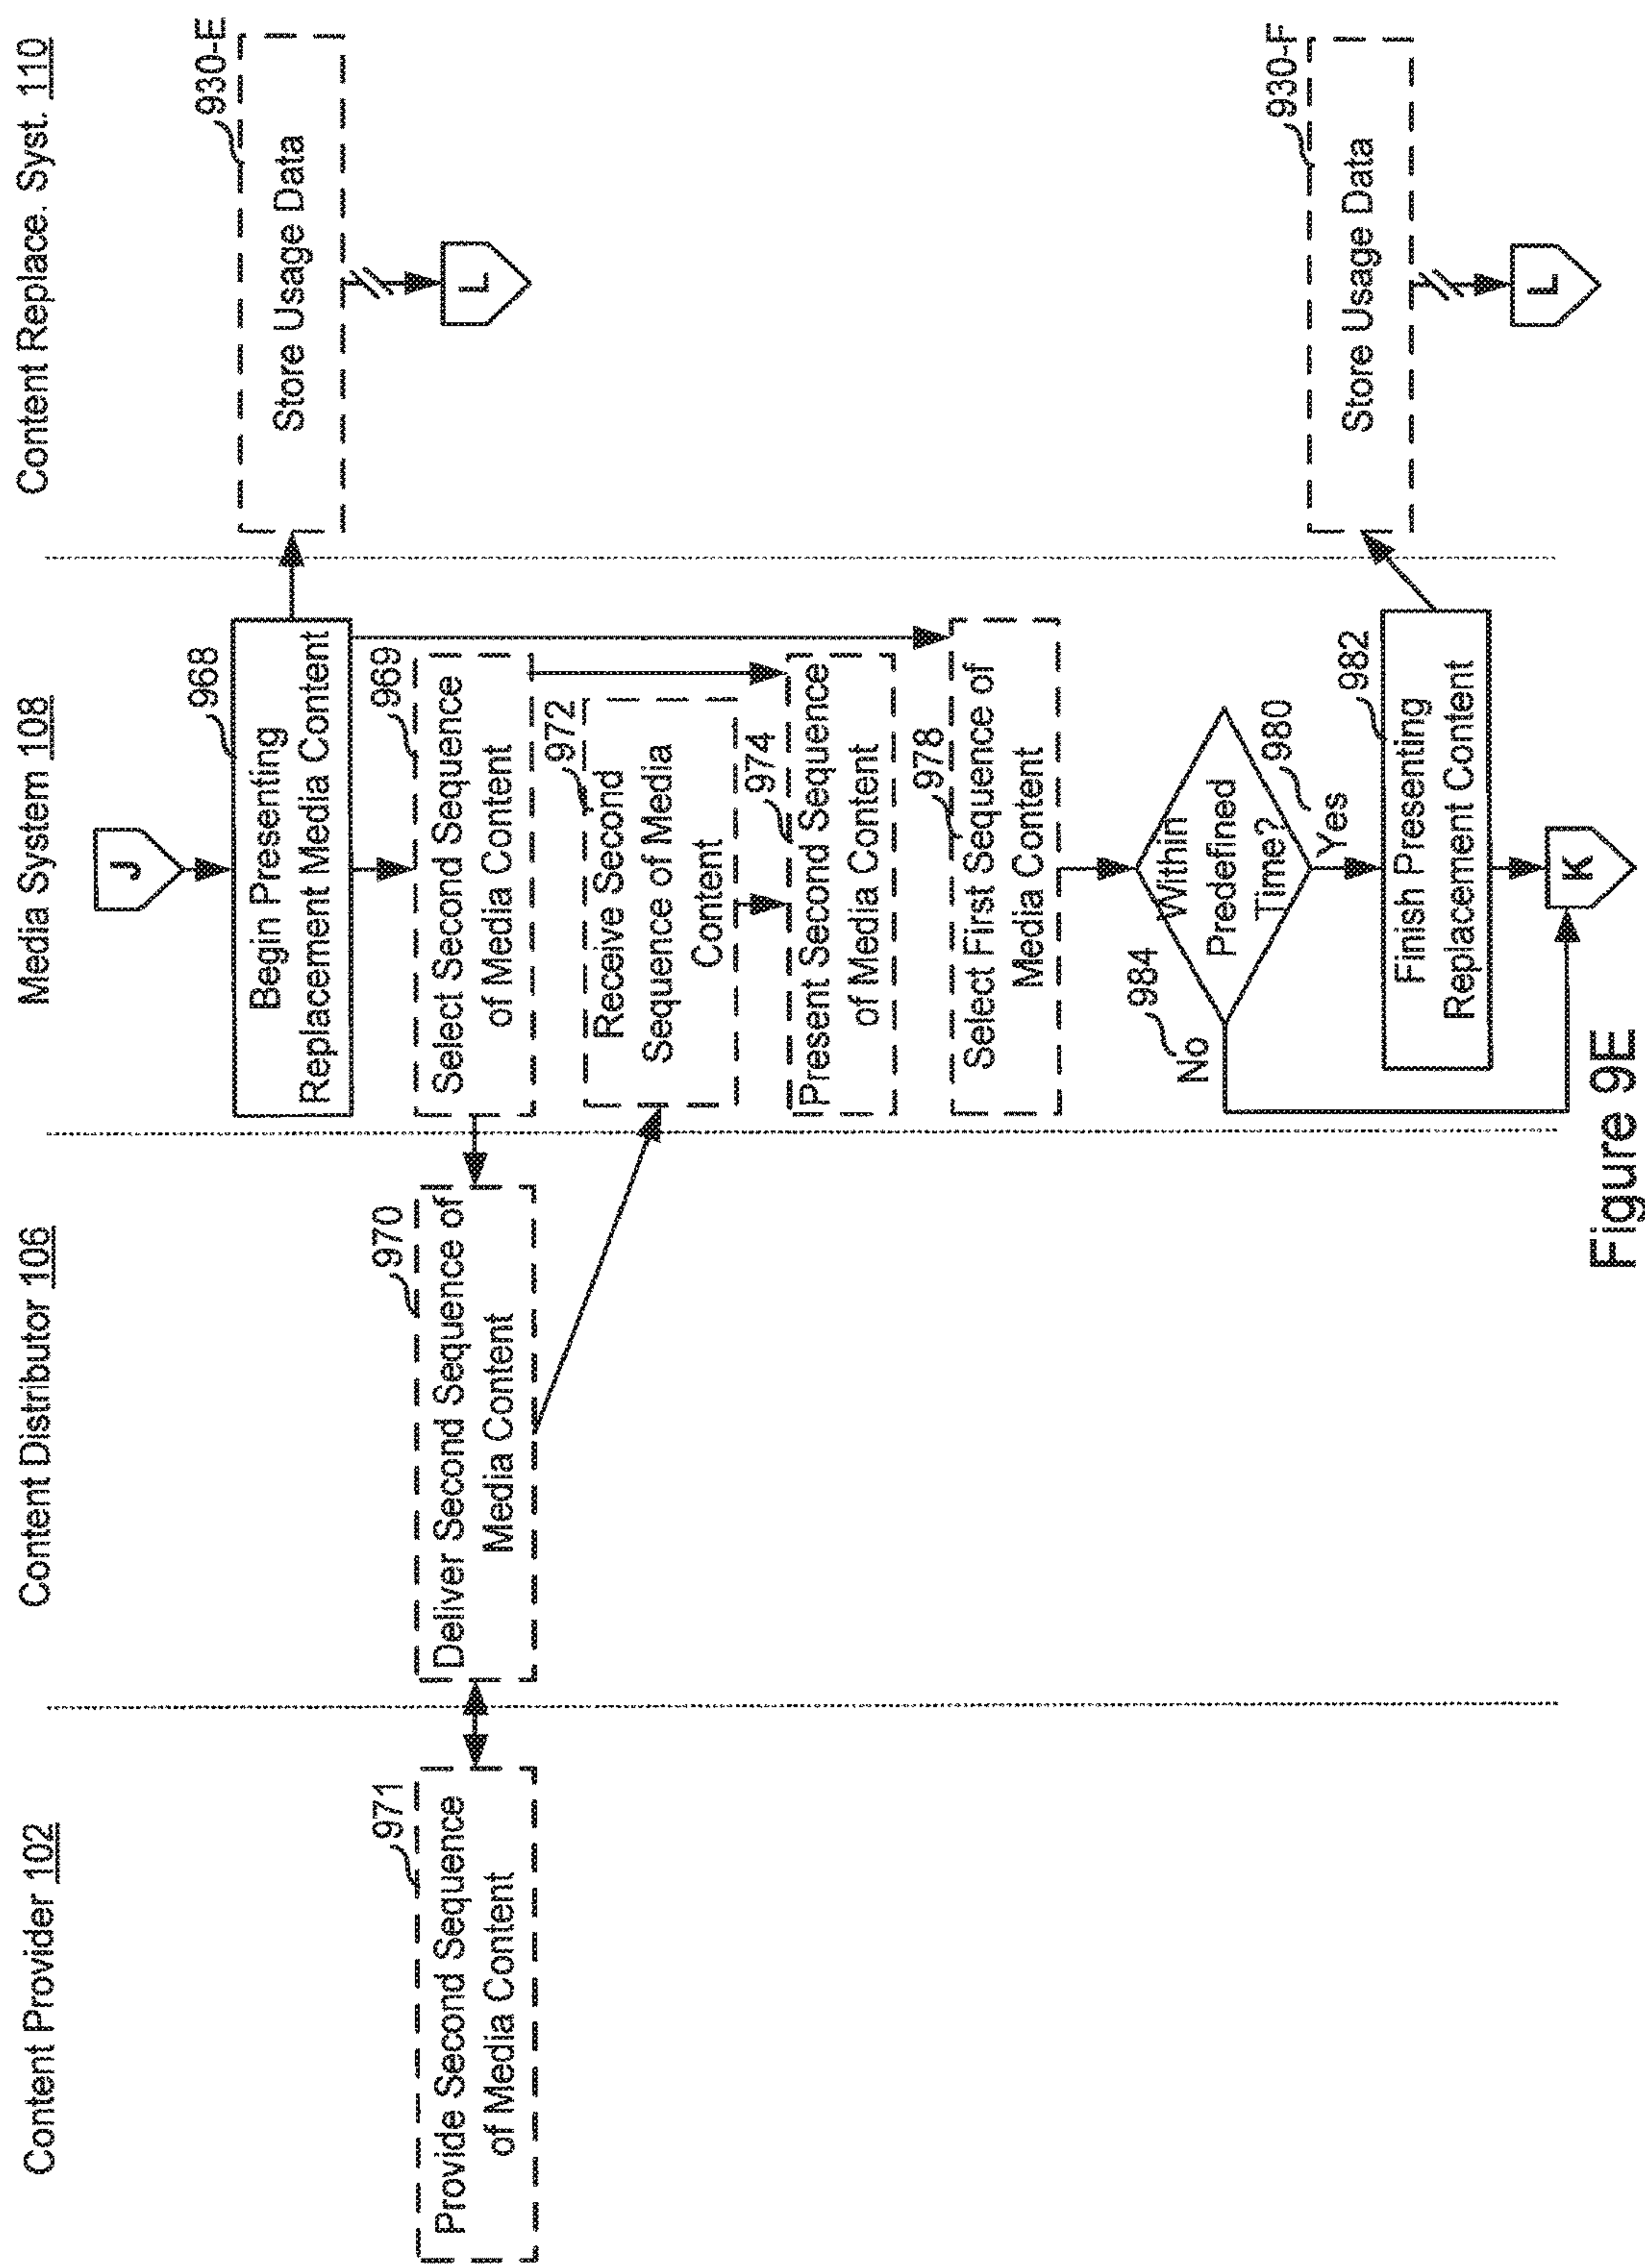 Content Provider 102
Content Distributor 106
Media System 108
Content Replace. Syst. 110
J
968
Begin Presenting
Replacement Media Content
930-E
Store Usage Data
L
971
Provide Second Sequence
of Media Content
970
Deliver Second Sequence of
Media Content
969
Select Second Sequence
of Media Content
972
Receive Second
Sequence of Media
Content
974
Present Second Sequence
of Media Content
978
Select First Sequence of
Media Content
984
No
Within
Predefined
Time?
980
Yes
982
Finish Presenting
Replacement Content
930-F
Store Usage Data
L
K
Figure 9E